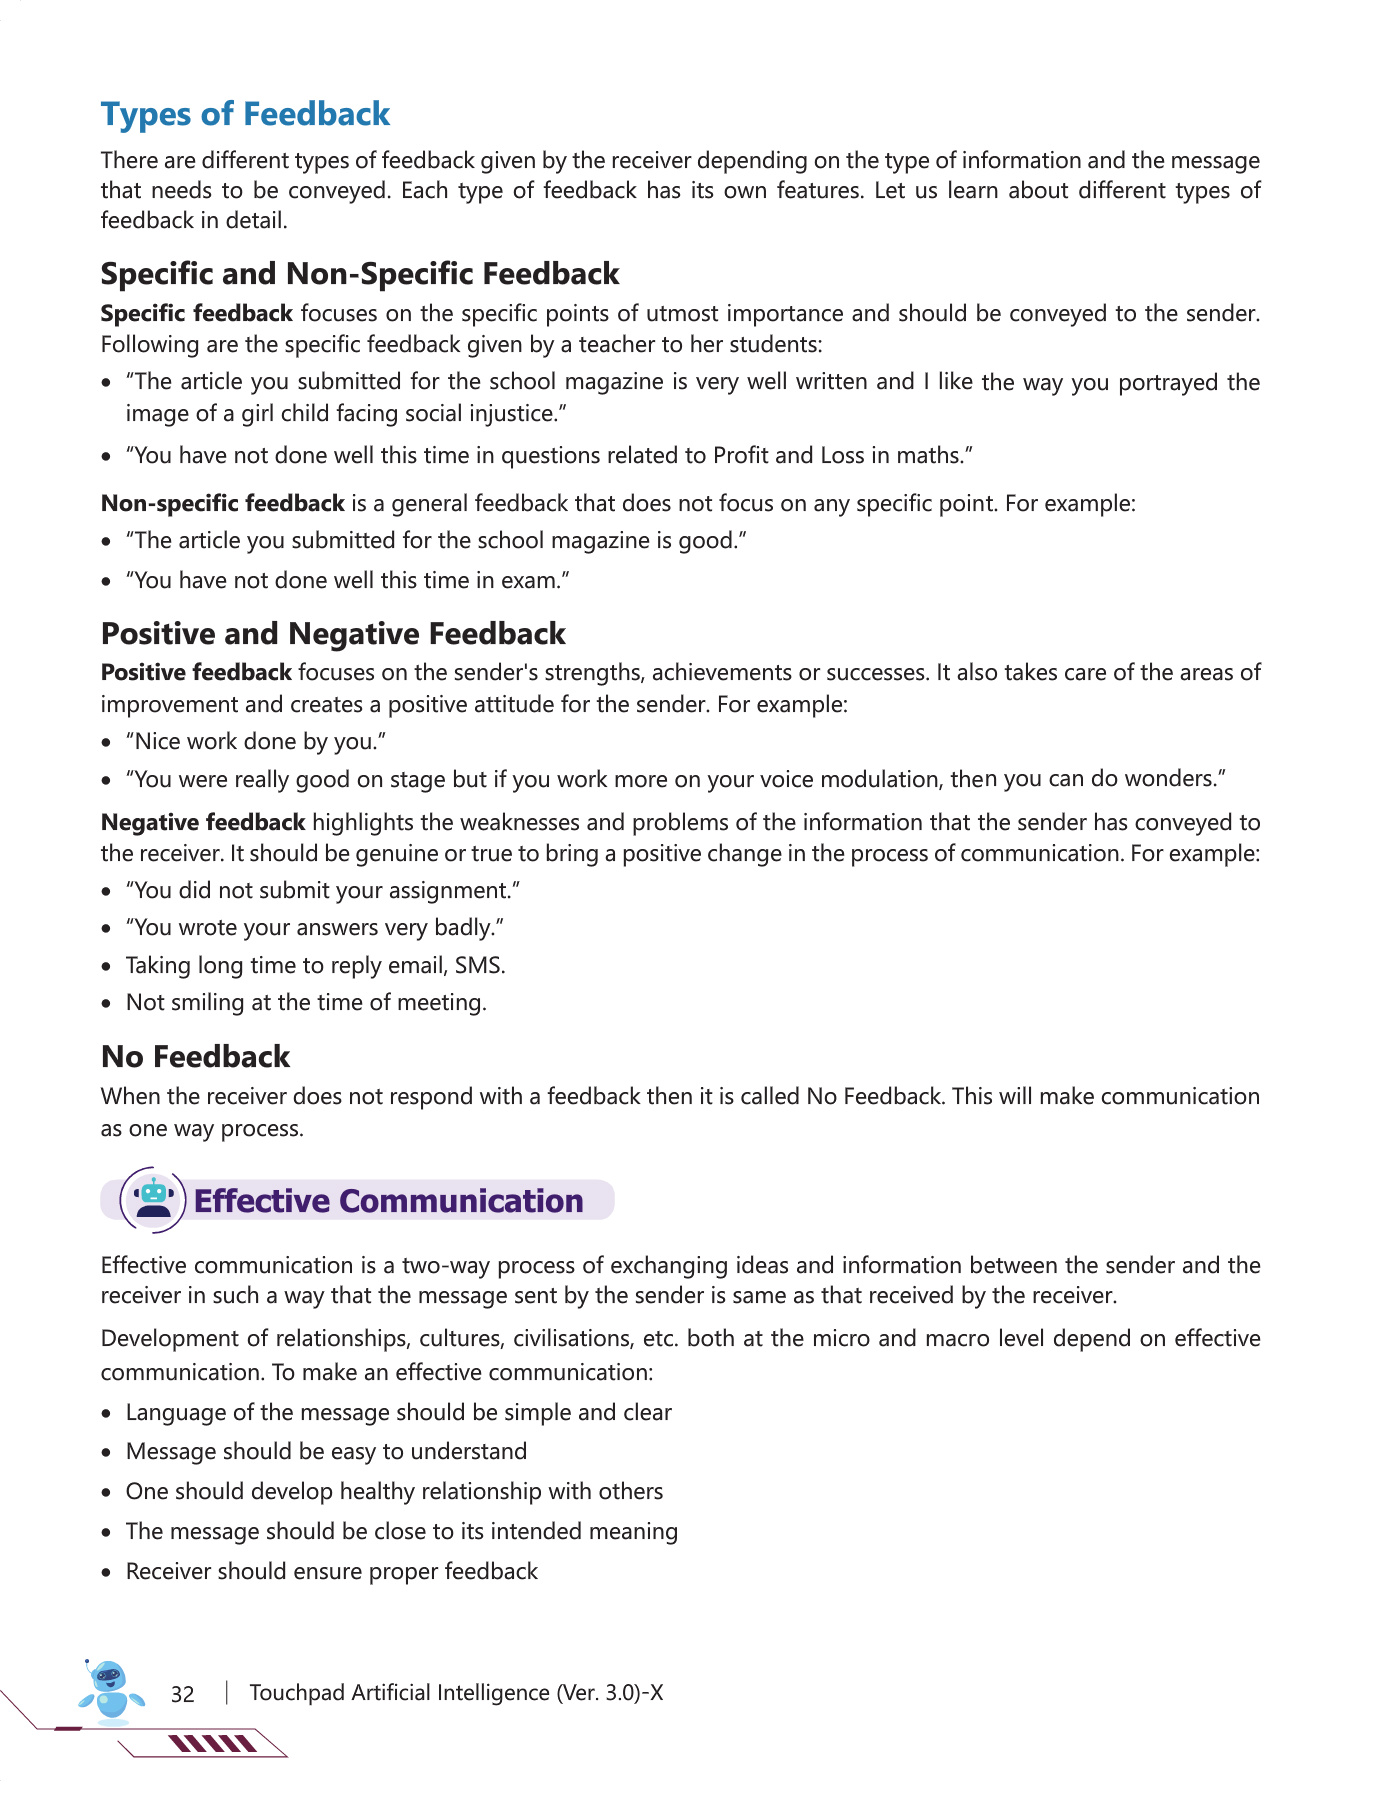 Types of Feedback
There are different types of feedback given by the receiver depending on the type of information and the message
that needs to be conveyed. Each type of feedback has its own features. Let us learn about different types of
feedback in detail.
Specific and Non-Specific Feedback
Specific feedback focuses on the specific points of utmost importance and should be conveyed to the sender.
Following are the specific feedback given by a teacher to her students:
• “The article you submitted for the school magazine is very well written and I like the way you portrayed the
image of a girl child facing social injustice.”
• “You have not done well this time in questions related to Profit and Loss in maths.”
Non-specific feedback is a general feedback that does not focus on any specific point. For example:
• “The article you submitted for the school magazine is good.”
• “You have not done well this time in exam.”
Positive and Negative Feedback
Positive feedback focuses on the sender's strengths, achievements or successes. It also takes care of the areas of
improvement and creates a positive attitude for the sender. For example:
• “Nice work done by you.”
• “You were really good on stage but if you work more on your voice modulation, then you can do wonders.”
Negative feedback highlights the weaknesses and problems of the information that the sender has conveyed to
the receiver. It should be genuine or true to bring a positive change in the process of communication. For example:
• “You did not submit your assignment.”
• “You wrote your answers very badly.”
• Taking long time to reply email, SMS.
• Not smiling at the time of meeting.
No Feedback
When the receiver does not respond with a feedback then it is called No Feedback. This will make communication
as one way process.
Effective Communication
Effective communication is a two-way process of exchanging ideas and information between the sender and the
receiver in such a way that the message sent by the sender is same as that received by the receiver.
Development of relationships, cultures, civilisations, etc. both at the micro and macro level depend on effective
communication. To make an effective communication:
• Language of the message should be simple and clear
• Message should be easy to understand
• One should develop healthy relationship with others
• The message should be close to its intended meaning
• Receiver should ensure proper feedback
32 | Touchpad Artificial Intelligence (Ver. 3.0)-X